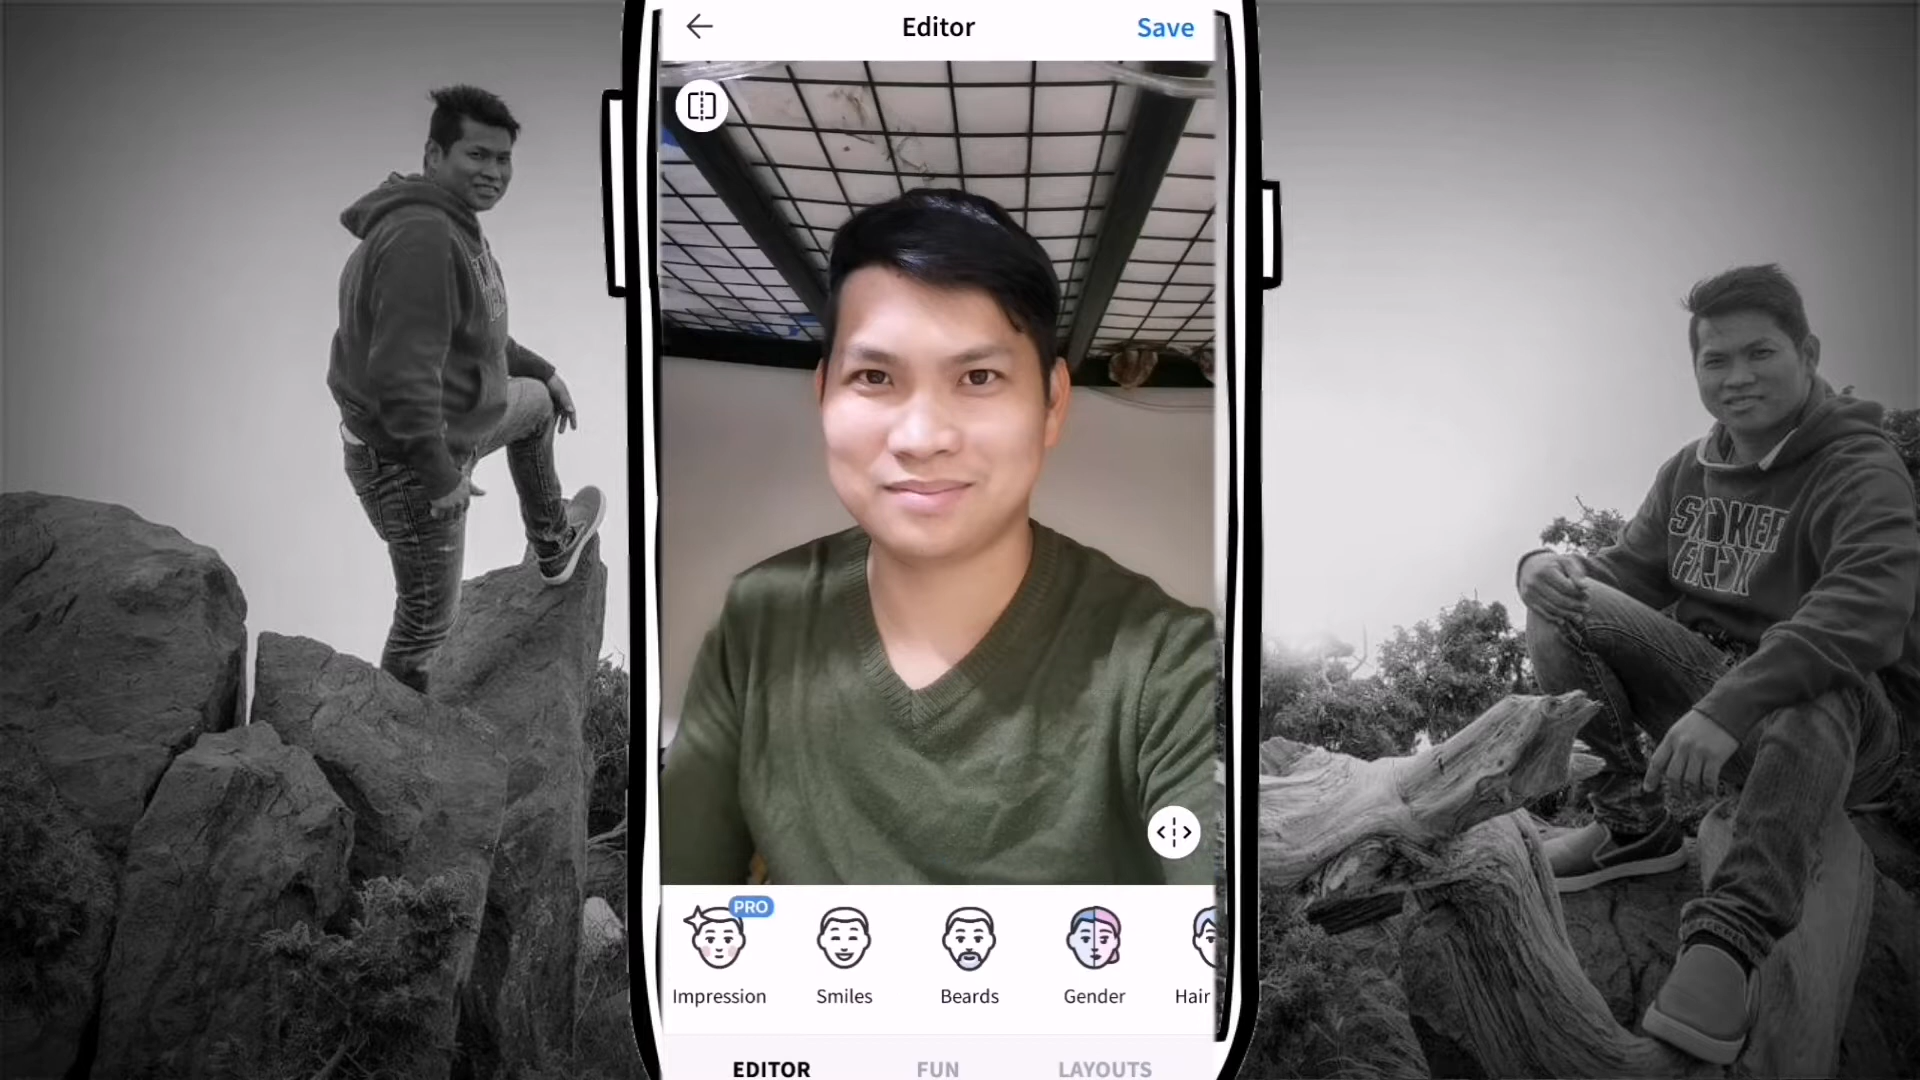 Editor
Save
PRO
Impression
Smiles
Beards
Gender
Hair
EDITOR
FUN
LAYOUTS